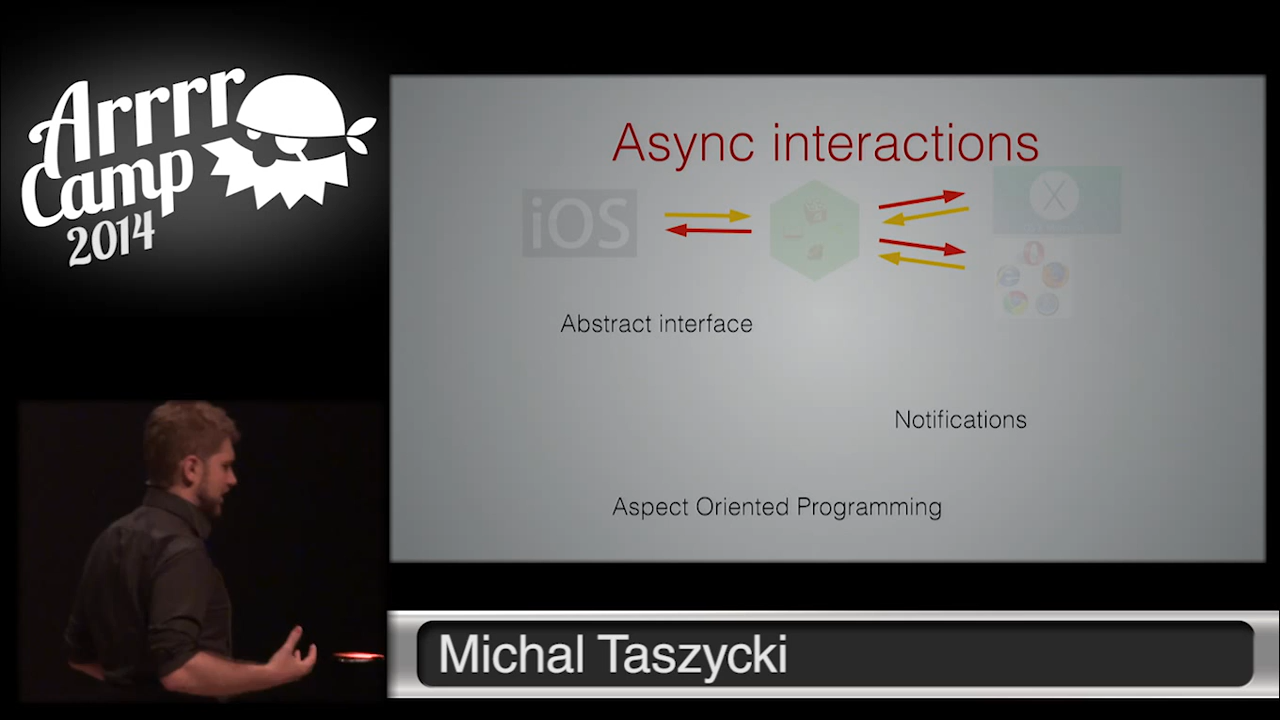 Arrrr
Camp
2014
Async interactions
iOS
X
Abstract interface
Notifications
Aspect Oriented Programming
Michal Taszycki